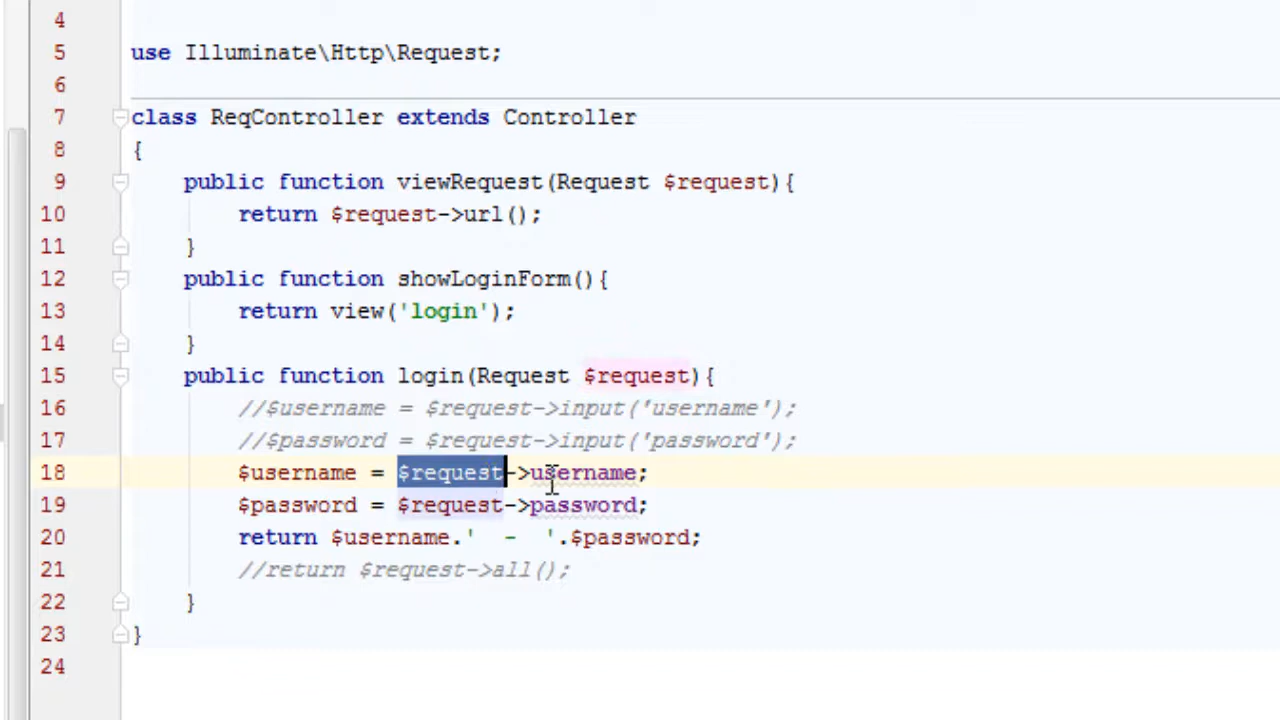 4
5 use Illuminate\Http\Request;
6
7 class ReqController extends Controller
8 {
9 public function viewRequest(Request $request){
10 return $request->url();
11 }
12 public function showLoginForm(){
13 return view('login');
14 }
15 public function login(Request $request){
16 //$username = $request->input('username');
17 //$password = $request->input('password');
18 $username = $request->username;
19 $password = $request->password;
20 return $username.'  -  '.$password;
21 //return $request->all();
22 }
23 }
24